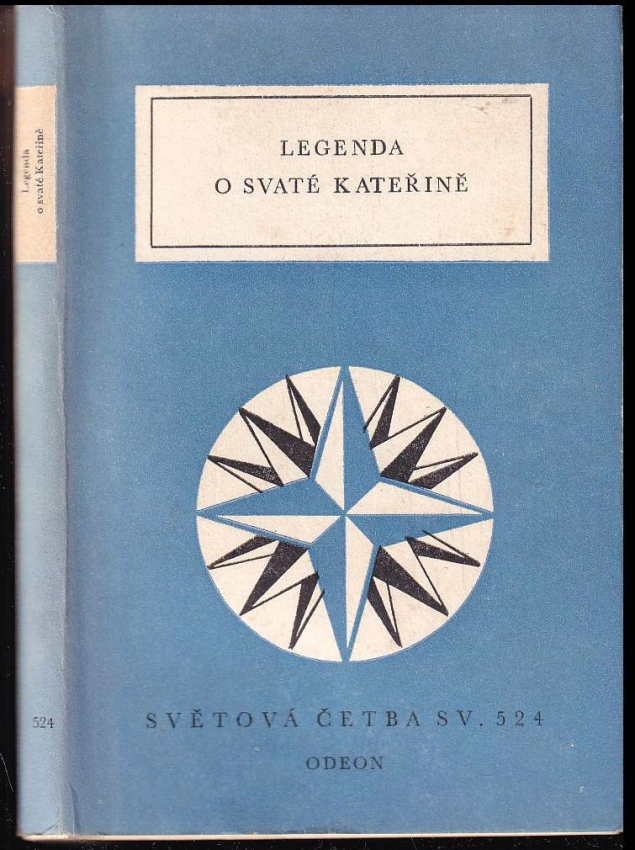 LEGENDA
O SVATÉ KATEŘINĚ
SVĚTOVÁ ČETBA SV. 524
ODEON
Legenda
o svaté Kateřině
524